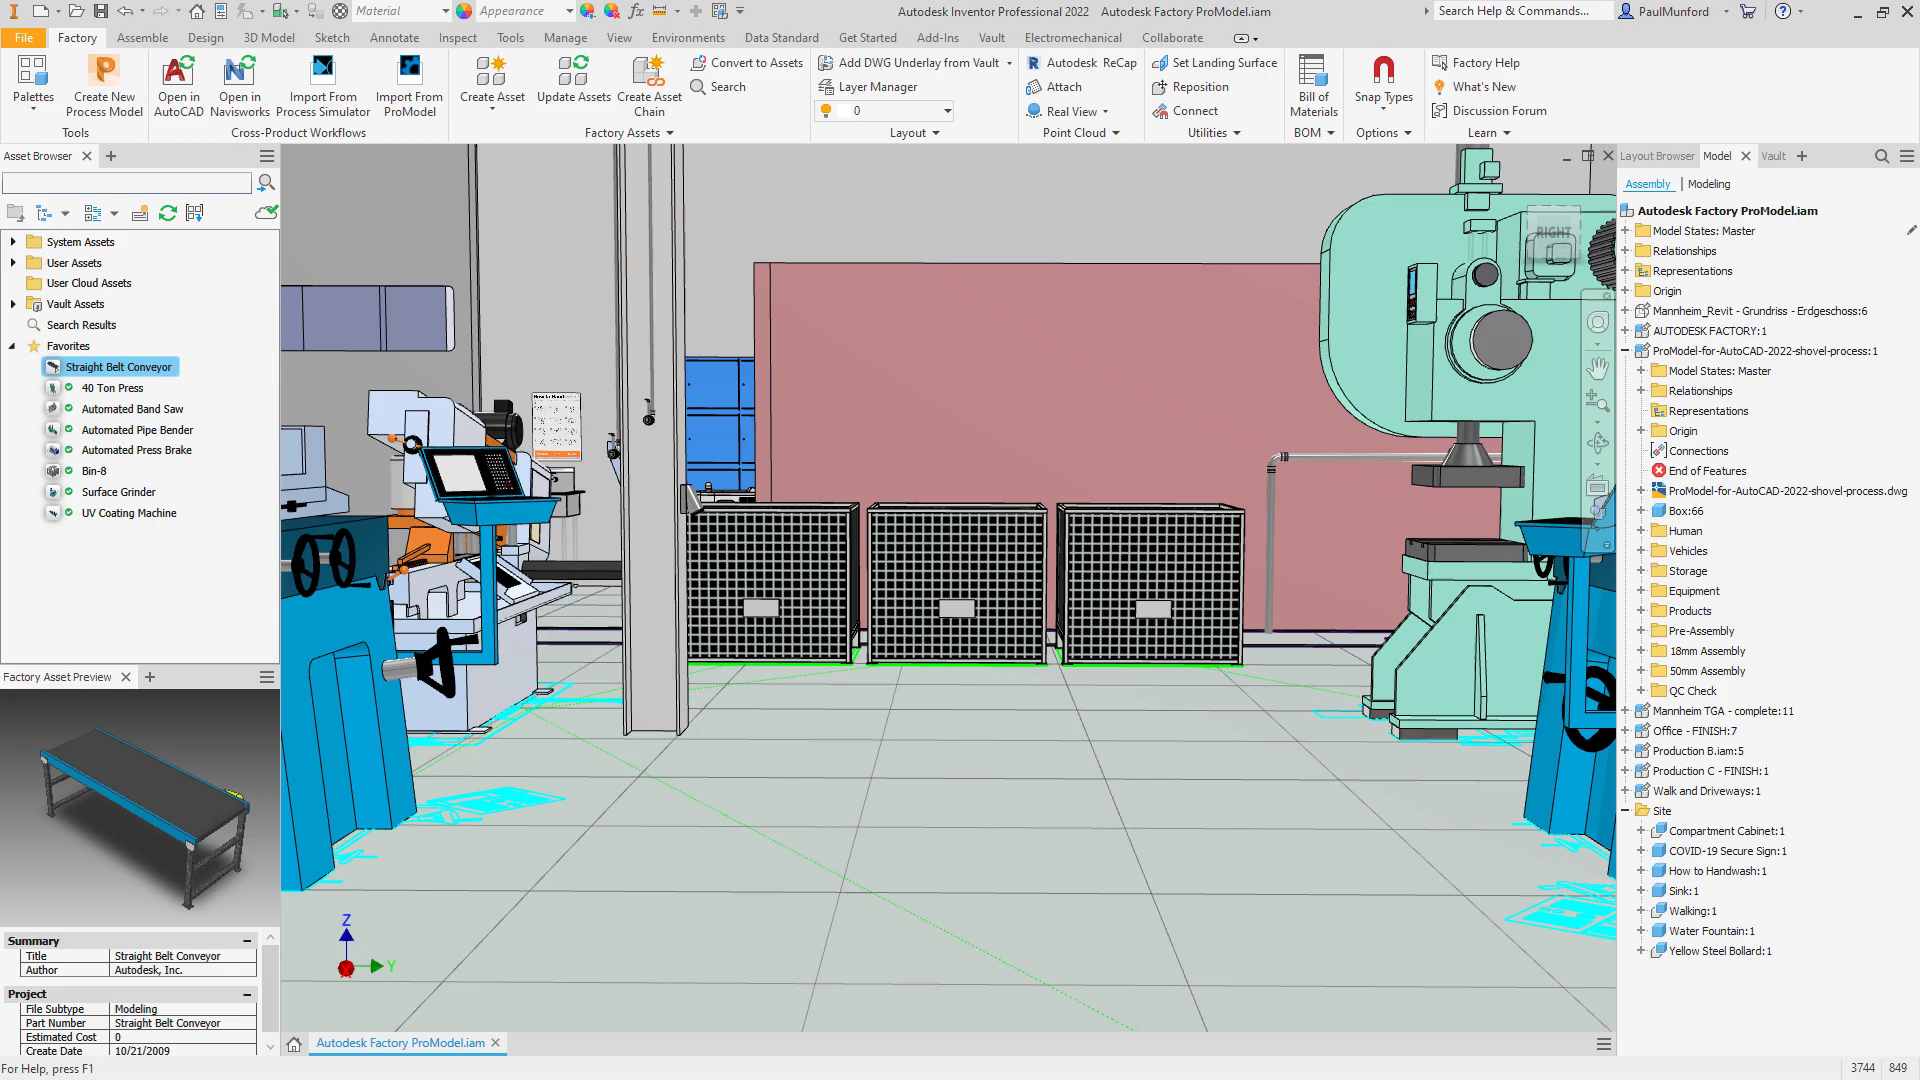 Material
Appearance
Autodesk Inventor Professional 2022 Autodesk Factory ProModel.iam
Search Help & Commands...
PaulMunford
File Factory Assemble Design 3D Model Sketch Annotate Inspect Tools Manage View Environments Data Standard Get Started Add-Ins Vault Electromechanical Collaborate
Palettes
Create New Process Model
Tools
Open in AutoCAD
Open in Navisworks
Import From Process Simulator
Import From ProModel
Cross-Product Workflows
Create Asset
Update Assets
Create Asset Chain
Convert to Assets
Search
Factory Assets
Add DWG Underlay from Vault
Layer Manager
0
Layout
Autodesk ReCap
Attach
Real View
Point Cloud
Set Landing Surface
Reposition
Connect
Utilities
Bill of Materials
BOM
Snap Types
Options
Factory Help
What's New
Discussion Forum
Learn
Asset Browser
System Assets
User Assets
User Cloud Assets
Vault Assets
Search Results
Favorites
Straight Belt Conveyor
40 Ton Press
Automated Band Saw
Automated Pipe Bender
Automated Press Brake
Bin-8
Surface Grinder
UV Coating Machine
Factory Asset Preview
Summary
Title Straight Belt Conveyor
Author Autodesk, Inc.
Project
File Subtype Modeling
Part Number Straight Belt Conveyor
Estimated Cost 0
Create Date 10/21/2009
For Help, press F1
RIGHT
Z
Y
Autodesk Factory ProModel.iam
Layout Browser Model Vault
Assembly Modeling
Autodesk Factory ProModel.iam
Model States: Master
Relationships
Representations
Origin
Mannheim_Revit - Grundriss - Erdgeschoss:6
AUTODESK FACTORY:1
ProModel-for-AutoCAD-2022-shovel-process:1
Model States: Master
Relationships
Representations
Origin
Connections
End of Features
ProModel-for-AutoCAD-2022-shovel-process.dwg
Box:66
Human
Vehicles
Storage
Equipment
Products
Pre-Assembly
18mm Assembly
50mm Assembly
QC Check
Mannheim TGA - complete:11
Office - FINISH:7
Production B.iam:5
Production C - FINISH:1
Walk and Driveways:1
Site
Compartment Cabinet:1
COVID-19 Secure Sign:1
How to Handwash:1
Sink:1
Walking:1
Water Fountain:1
Yellow Steel Bollard:1
3744 849